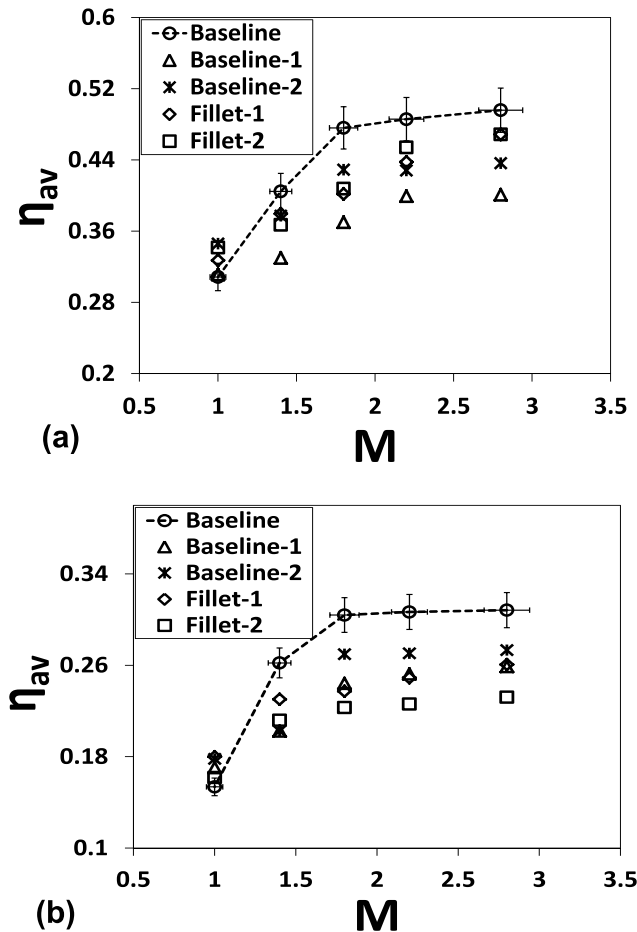 0.6
0.52
0.44
0.36
0.28
0.2
ηav
Baseline
Baseline-1
Baseline-2
Fillet-1
Fillet-2
0.5 1 1.5 2 2.5 3 3.5
(a) M
0.34
0.26
0.18
0.1
ηav
Baseline
Baseline-1
Baseline-2
Fillet-1
Fillet-2
0.5 1 1.5 2 2.5 3 3.5
(b) M